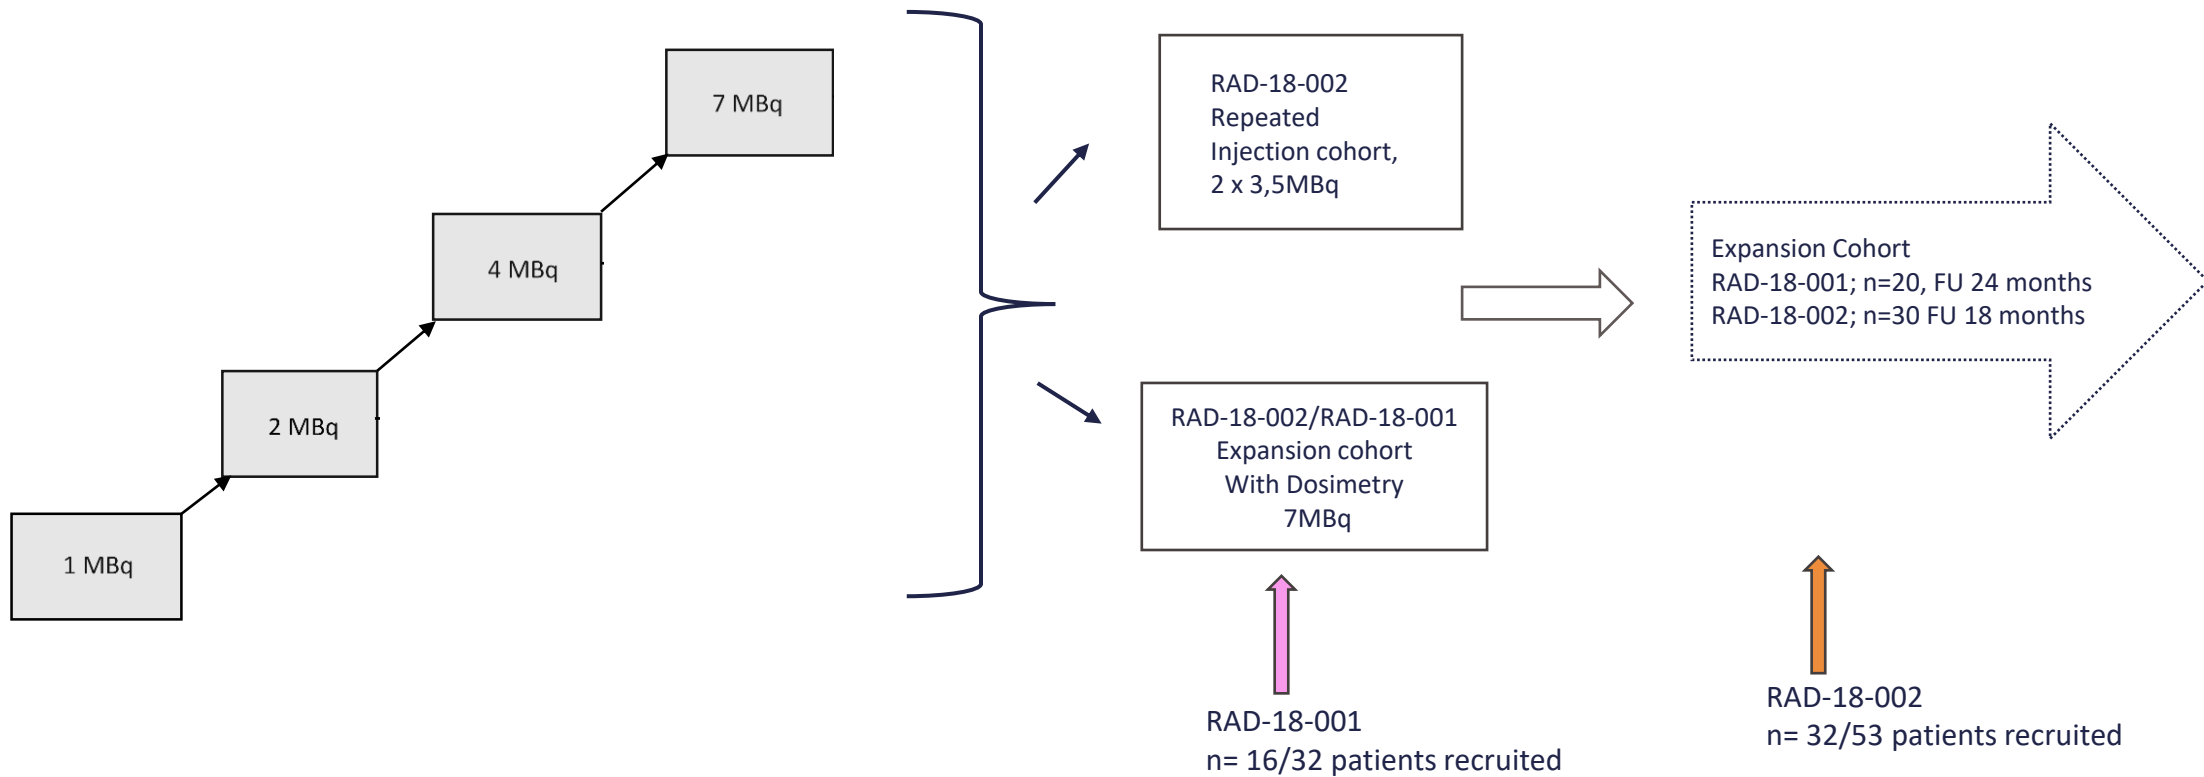 7 MBq
4 MBq
2 MBq
1 MBq
RAD-18-002
Repeated
Injection cohort,
2 x 3,5MBq
RAD-18-002/RAD-18-001
Expansion cohort
With Dosimetry
7MBq
Expansion Cohort
RAD-18-001; n=20, FU 24 months
RAD-18-002; n=30 FU 18 months
RAD-18-001
n= 16/32 patients recruited
RAD-18-002
n= 32/53 patients recruited